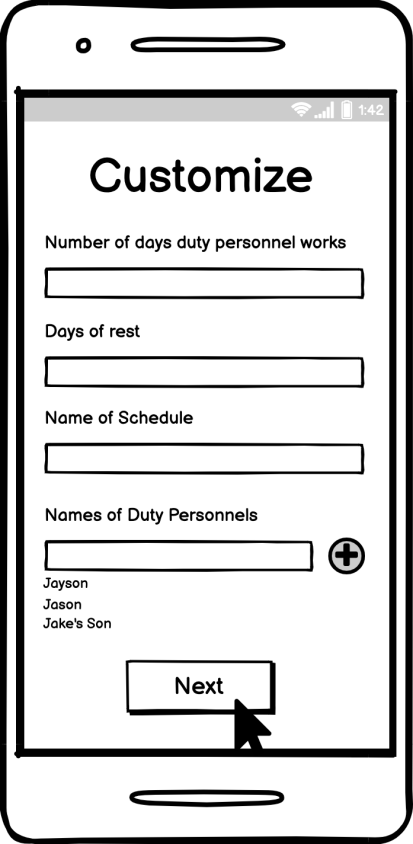 1:42
Customize
Number of days duty personnel works
Days of rest
Name of Schedule
Names of Duty Personnels
Jayson
Jason
Jake's Son
Next